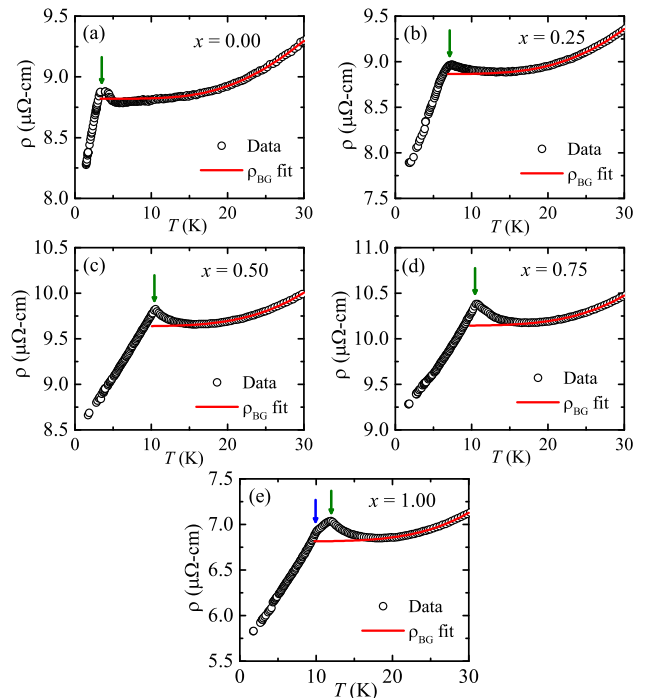 (a) x = 0.00
9.5
9.0
8.5
8.0
ρ (μΩ-cm)
Data
ρBG fit
0 10 20 30
T (K)
(b) x = 0.25
9.5
9.0
8.5
8.0
7.5
ρ (μΩ-cm)
Data
ρBG fit
0 10 20 30
T (K)
(c) x = 0.50
10.5
10.0
9.5
9.0
8.5
ρ (μΩ-cm)
Data
ρBG fit
0 10 20 30
T (K)
(d) x = 0.75
11.0
10.5
10.0
9.5
9.0
ρ (μΩ-cm)
Data
ρBG fit
0 10 20 30
T (K)
(e) x = 1.00
7.5
7.0
6.5
6.0
5.5
ρ (μΩ-cm)
Data
ρBG fit
0 10 20 30
T (K)